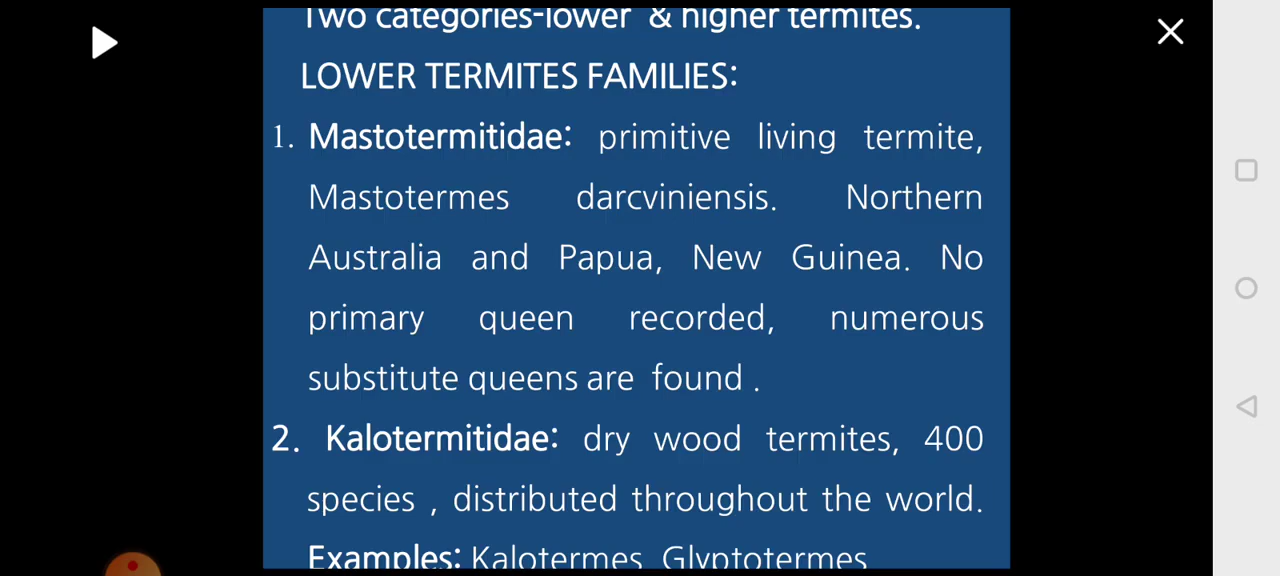 Two categories-lower & higher termites.
LOWER TERMITES FAMILIES:
1. Mastotermitidae: primitive living termite,
Mastotermes darcviniensis. Northern
Australia and Papua, New Guinea. No
primary queen recorded, numerous
substitute queens are found .
2. Kalotermitidae: dry wood termites, 400
species , distributed throughout the world.
Examples: Kalotermes Glyptotermes